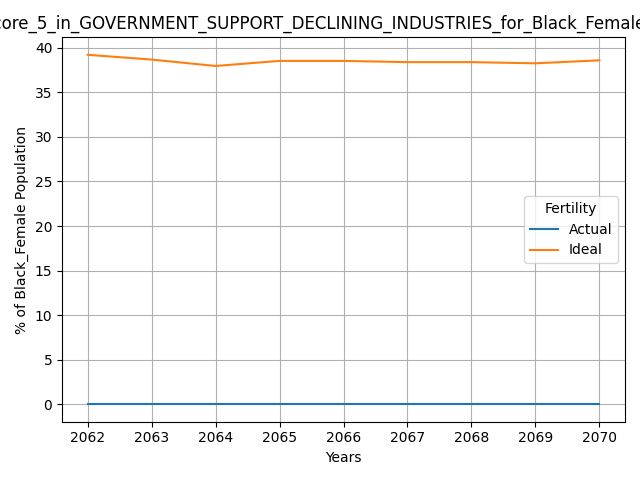 core_5_in_GOVERNMENT_SUPPORT_DECLINING_INDUSTRIES_for_Black_Female
40
35
30
25
20
15
10
5
0
% of Black_Female Population
Fertility
Actual
Ideal
2062 2063 2064 2065 2066 2067 2068 2069 2070
Years